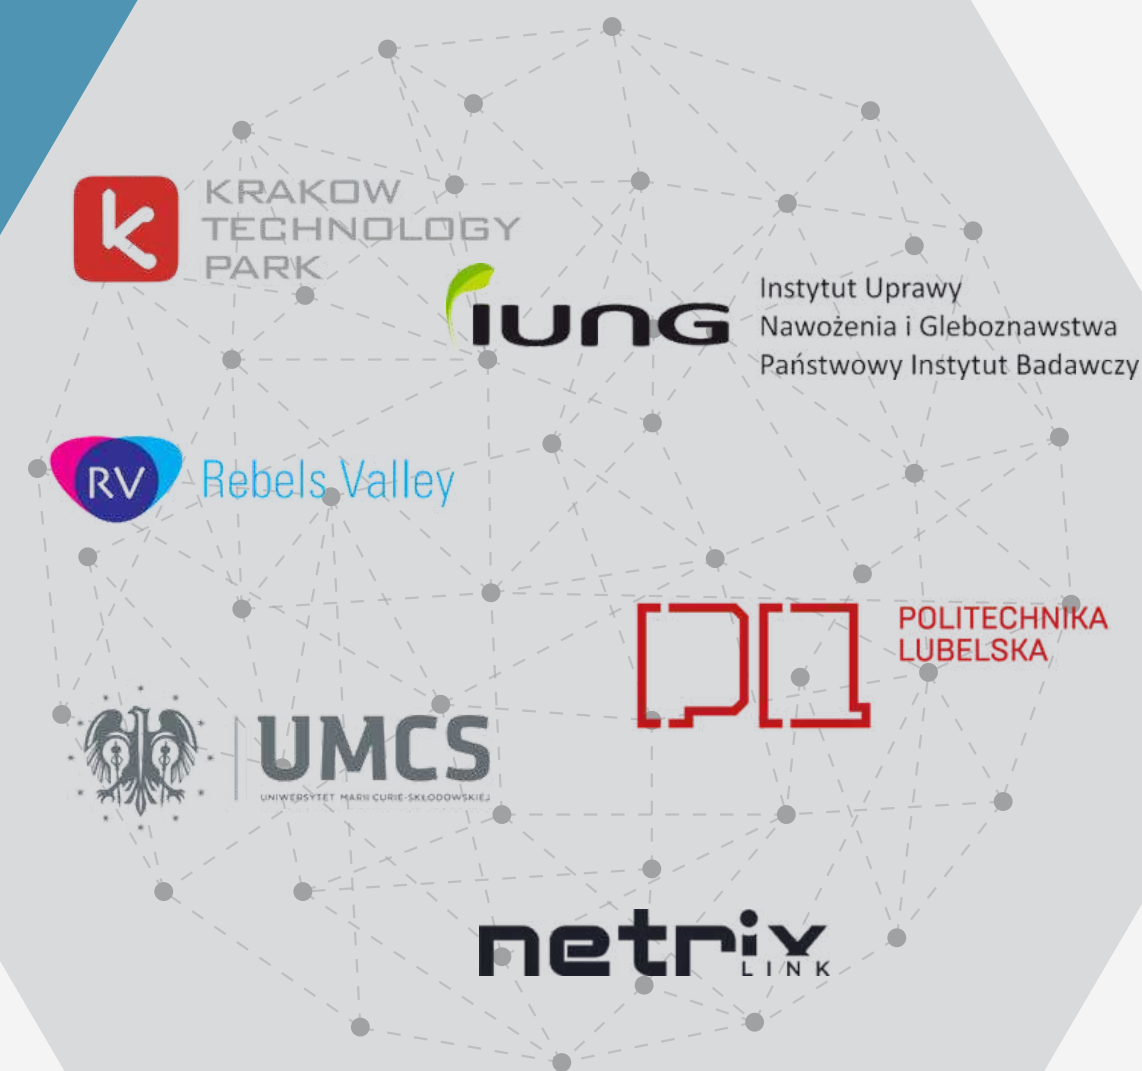 KRAKOW
TECHNOLOGY
PARK
IUNG
Instytut Uprawy
Nawożenia i Gleboznawstwa
Państwowy Instytut Badawczy
RV
Rebels Valley
POLITECHNIKA
LUBELSKA
UMCS
UNIWERSYTET MARII CURIE-SKŁODOWSKIEJ
netrix
LINK